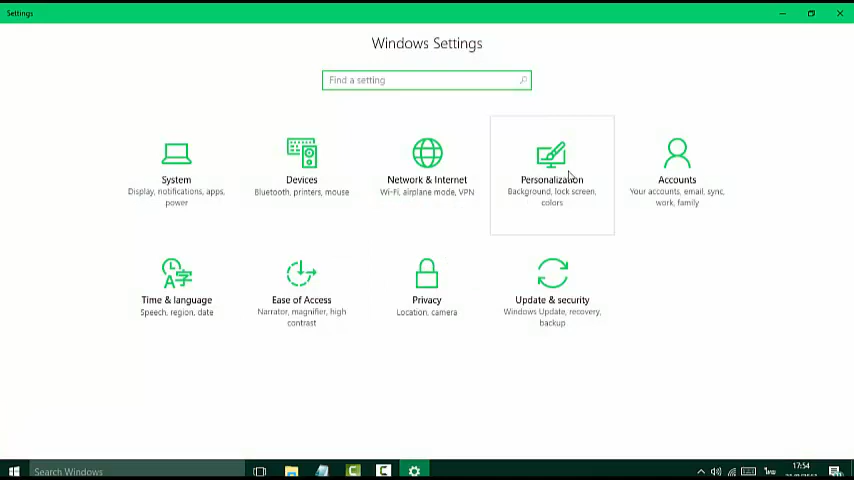 Settings
Windows Settings
Find a setting
System
Display, notifications, apps,
power
Devices
Bluetooth, printers, mouse
Network & Internet
Wi-Fi, airplane mode, VPN
Personalization
Background, lock screen,
colors
Accounts
Your accounts, email, sync,
work, family
Time & language
Speech, region, date
Ease of Access
Narrator, magnifier, high
contrast
Privacy
Location, camera
Update & security
Windows Update, recovery,
backup
Search Windows
ไทย
17:54